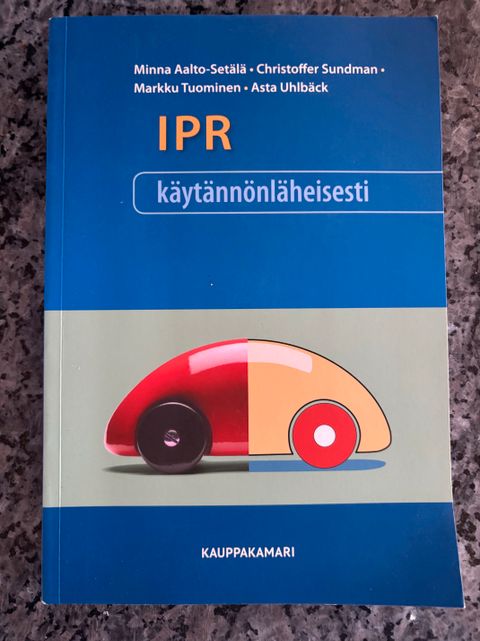 Minna Aalto-Setälä • Christoffer Sundman •
Markku Tuominen • Asta Uhlbäck
IPR
käytännönläheisesti
KAUPPAKAMARI